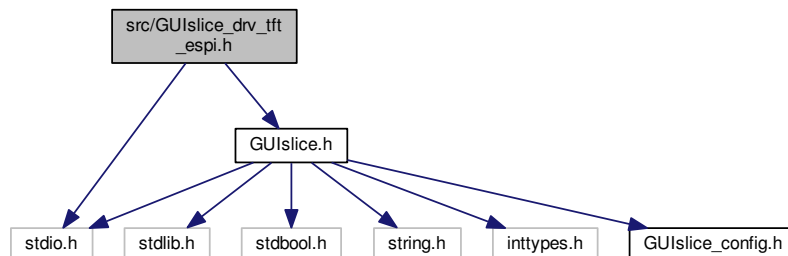 src/GUIslice_drv_tft
_espi.h
GUIslice.h
stdio.h
stdlib.h
stdbool.h
string.h
inttypes.h
GUIslice_config.h